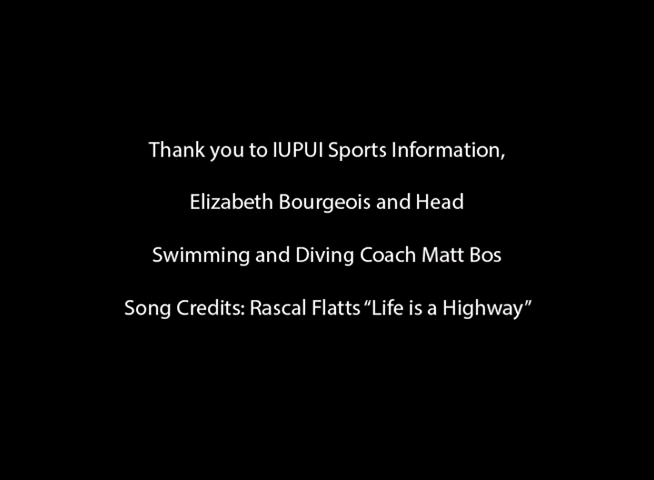 Thank you to IUPUI Sports Information,
Elizabeth Bourgeois and Head
Swimming and Diving Coach Matt Bos
Song Credits: Rascal Flatts “Life is a Highway”